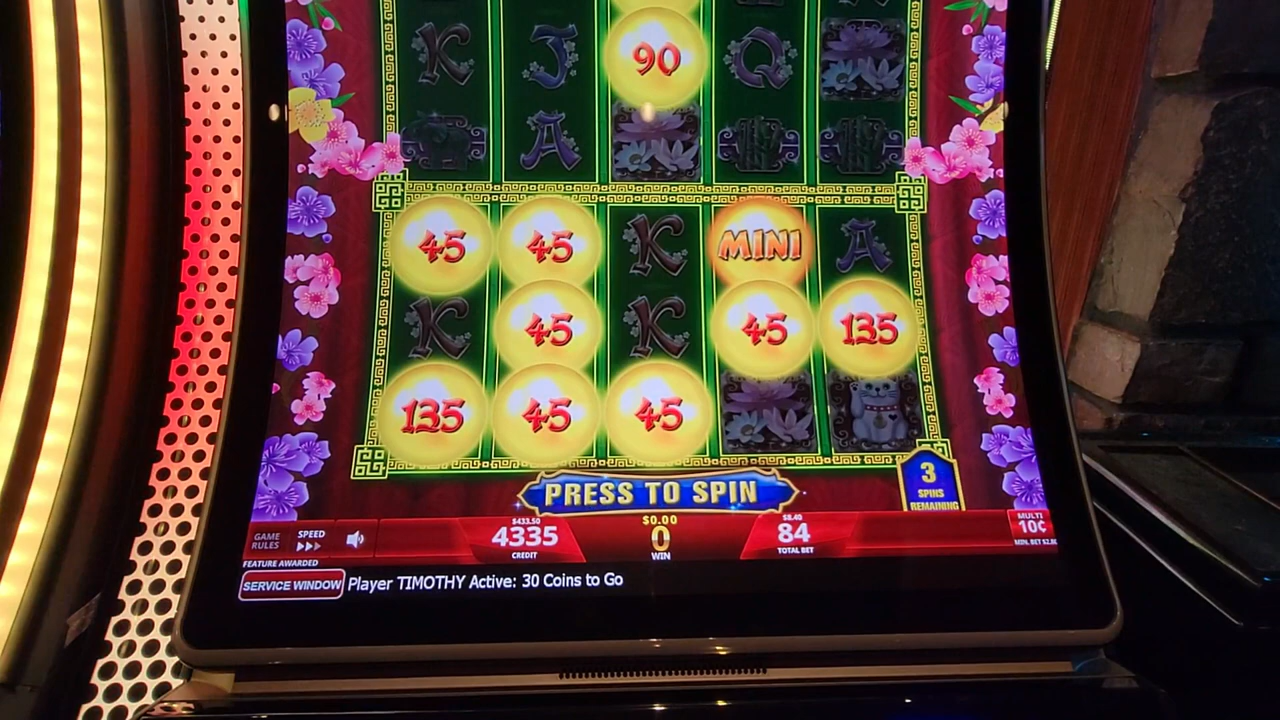 K J 90 Q
A
45 45 K MINI A
K 45 K 45 135
135 45 45
PRESS TO SPIN
3
SPINS
REMAINING
GAME
RULES
SPEED
$433.50
4335
CREDIT
$0.00
0
WIN
$8.40
84
TOTAL BET
MULTI
10¢
FEATURE AWARDED
SERVICE WINDOW Player TIMOTHY Active: 30 Coins to Go